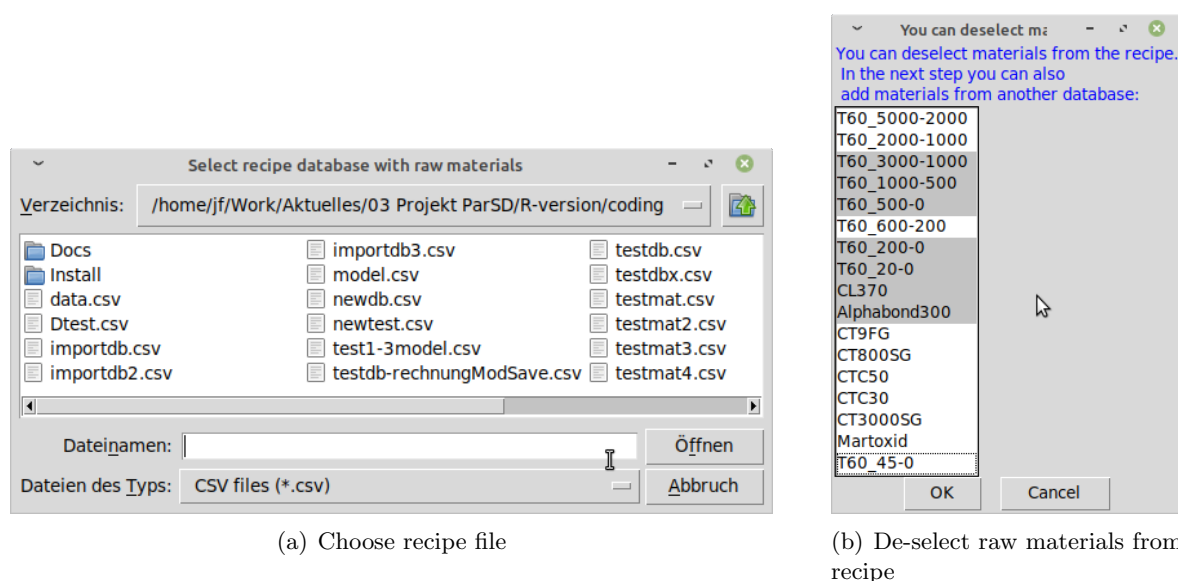 Select recipe database with raw materials
Verzeichnis: /home/jf/Work/Aktuelles/03 Projekt ParSD/R-version/coding
Docs importdb3.csv testdb.csv
Install model.csv testdbx.csv
data.csv newdb.csv testmat.csv
Dtest.csv newtest.csv testmat2.csv
importdb.csv test1-3model.csv testmat3.csv
importdb2.csv testdb-rechnungModSave.csv testmat4.csv
Dateinamen: Öffnen
Dateien des Typs: CSV files (*.csv) Abbruch
(a) Choose recipe file
You can deselect ma
You can deselect materials from the recipe.
In the next step you can also
add materials from another database:
T60_5000-2000
T60_2000-1000
T60_3000-1000
T60_1000-500
T60_500-0
T60_600-200
T60_200-0
T60_20-0
CL370
Alphabond300
CT9FG
CT800SG
CTC50
CTC30
CT3000SG
Martoxid
T60_45-0
OK Cancel
(b) De-select raw materials from
recipe